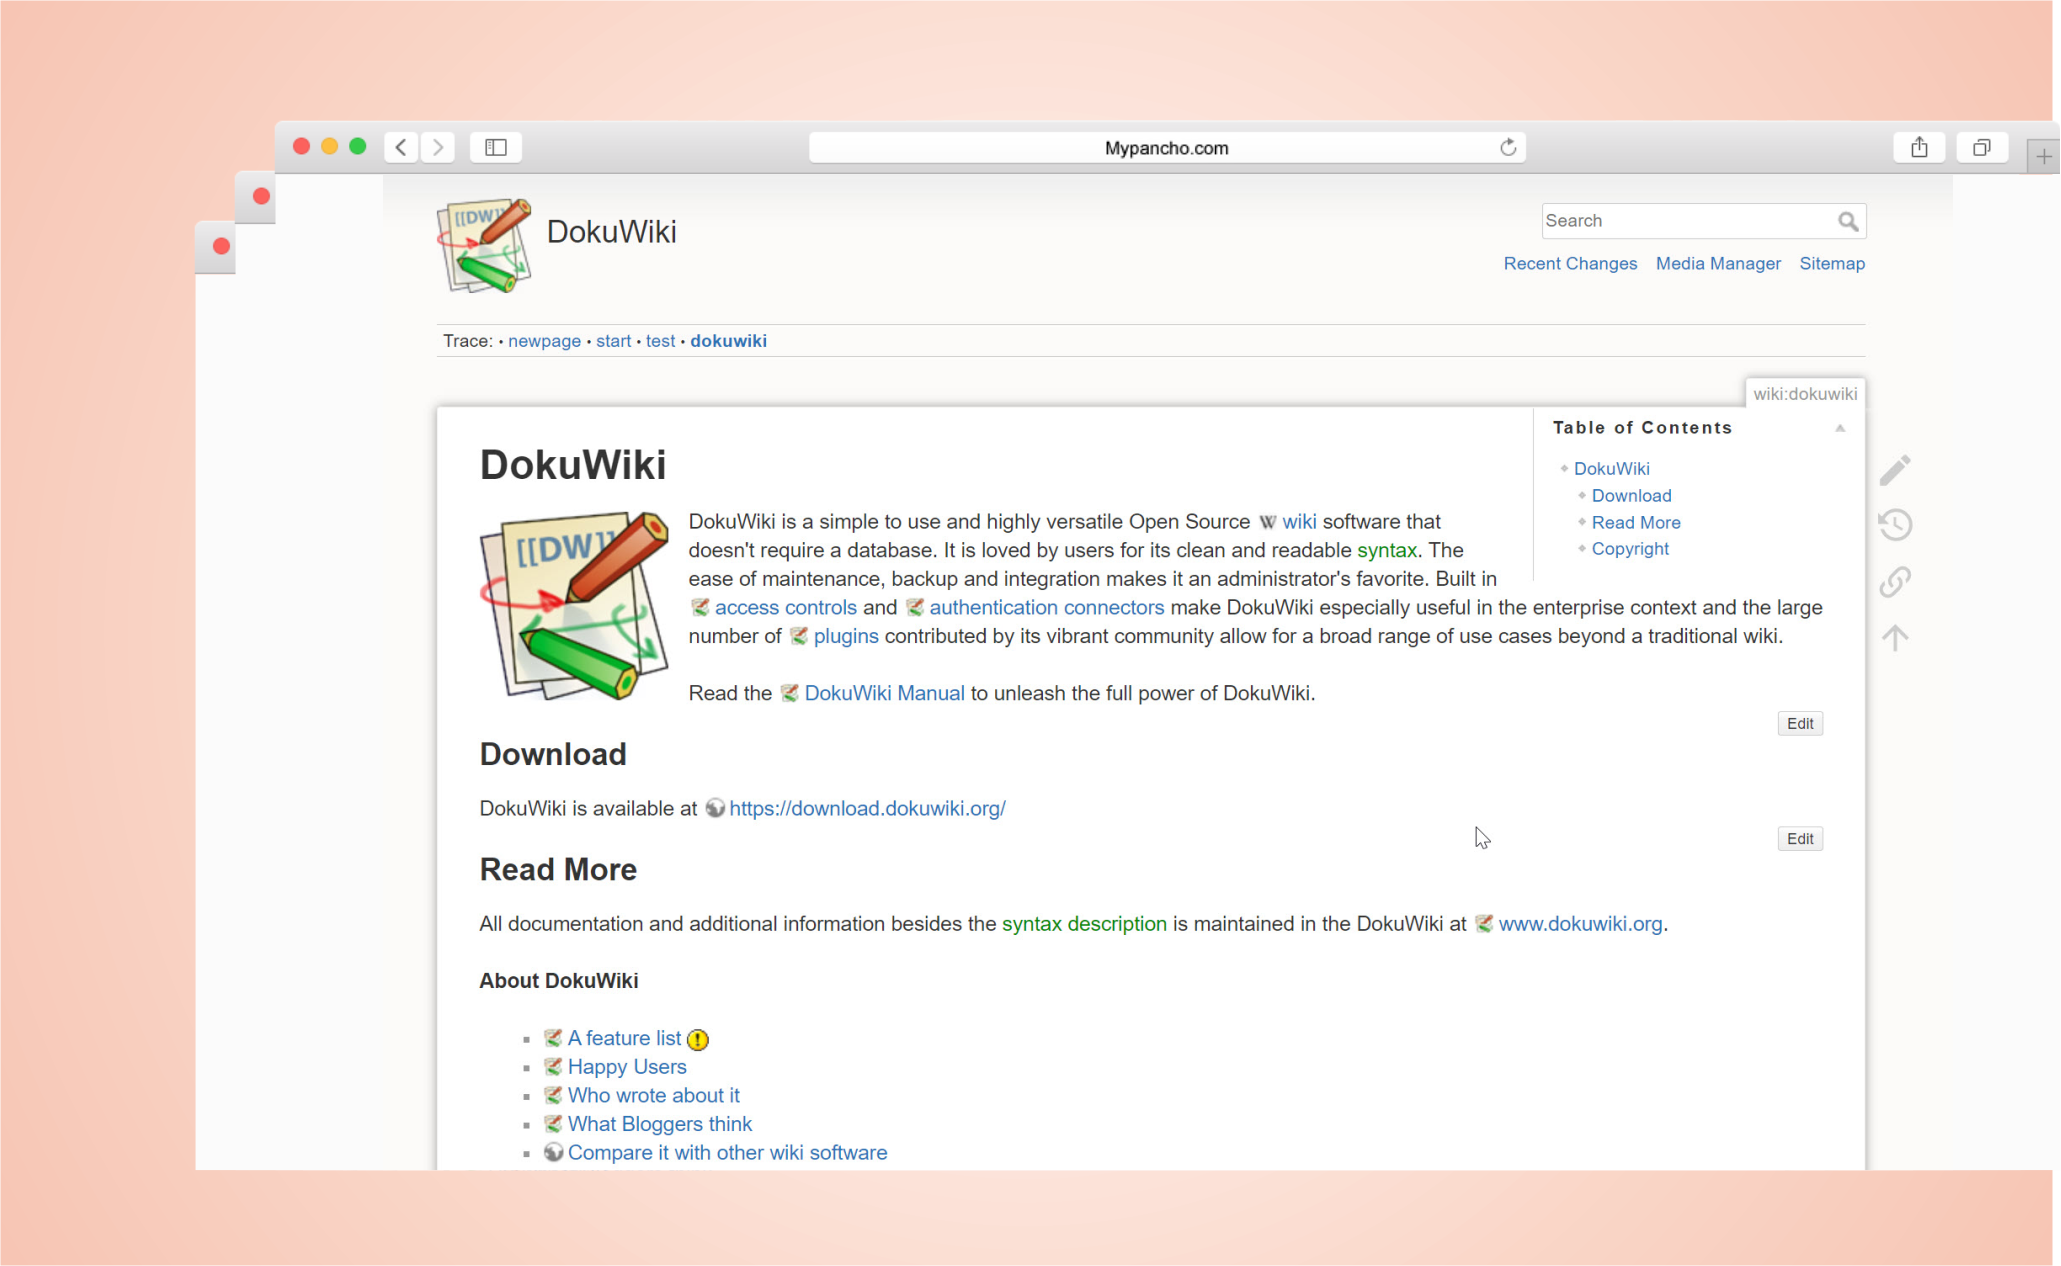 Mypancho.com
[[DW]]
DokuWiki
Search
Recent Changes Media Manager Sitemap
Trace: • newpage • start • test • dokuwiki
wiki:dokuwiki
Table of Contents
DokuWiki
Download
Read More
Copyright
DokuWiki
[[DW]]
DokuWiki is a simple to use and highly versatile Open Source W wiki software that
doesn't require a database. It is loved by users for its clean and readable syntax. The
ease of maintenance, backup and integration makes it an administrator's favorite. Built in
access controls and authentication connectors make DokuWiki especially useful in the enterprise context and the large
number of plugins contributed by its vibrant community allow for a broad range of use cases beyond a traditional wiki.
Read the DokuWiki Manual to unleash the full power of DokuWiki.
Edit
Download
DokuWiki is available at https://download.dokuwiki.org/
Edit
Read More
All documentation and additional information besides the syntax description is maintained in the DokuWiki at www.dokuwiki.org.
About DokuWiki
A feature list
Happy Users
Who wrote about it
What Bloggers think
Compare it with other wiki software